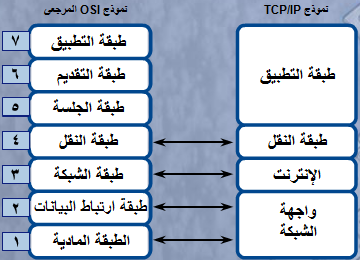 نموذج OSI المرجعى
٧ طبقة التطبيق
٦ طبقة التقديم
٥ طبقة الجلسة
٤ طبقة النقل
٣ طبقة الشبكة
٢ طبقة ارتباط البيانات
١ الطبقة المادية
نموذج TCP/IP
طبقة التطبيق
طبقة النقل
الإنترنت
واجهة
الشبكة